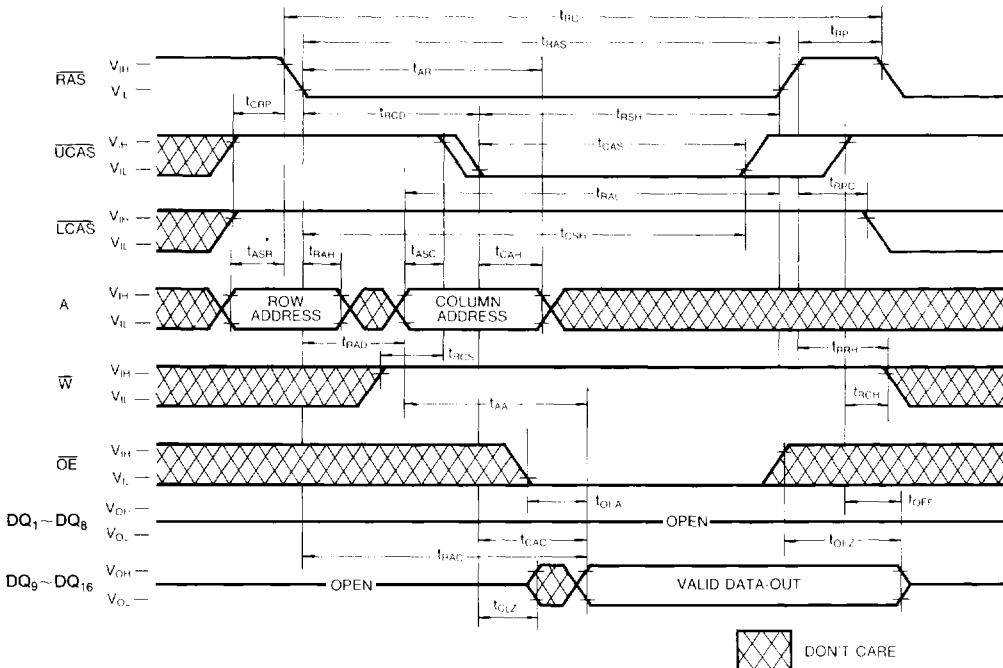 tRC
tRAS
tRP
tAR
RAS
VIH
VIL
tCRP
tRCD
tRSH
UCAS
VIH
VIL
tCAS
tRAL
tRPC
LCAS
VIH
VIL
tCSH
tASR
tRAH
tASC
tCAH
A
VIH
VIL
ROW
ADDRESS
COLUMN
ADDRESS
tRAD
tRCS
tRRH
W
VIH
VIL
tAA
tRCH
OE
VIH
VIL
tOEA
tOFF
DQ1~DQ8
VOH
VOL
OPEN
tCAC
tOEZ
tRAC
DQ9~DQ16
VOH
VOL
OPEN
VALID DATA-OUT
tCLZ
DON'T CARE